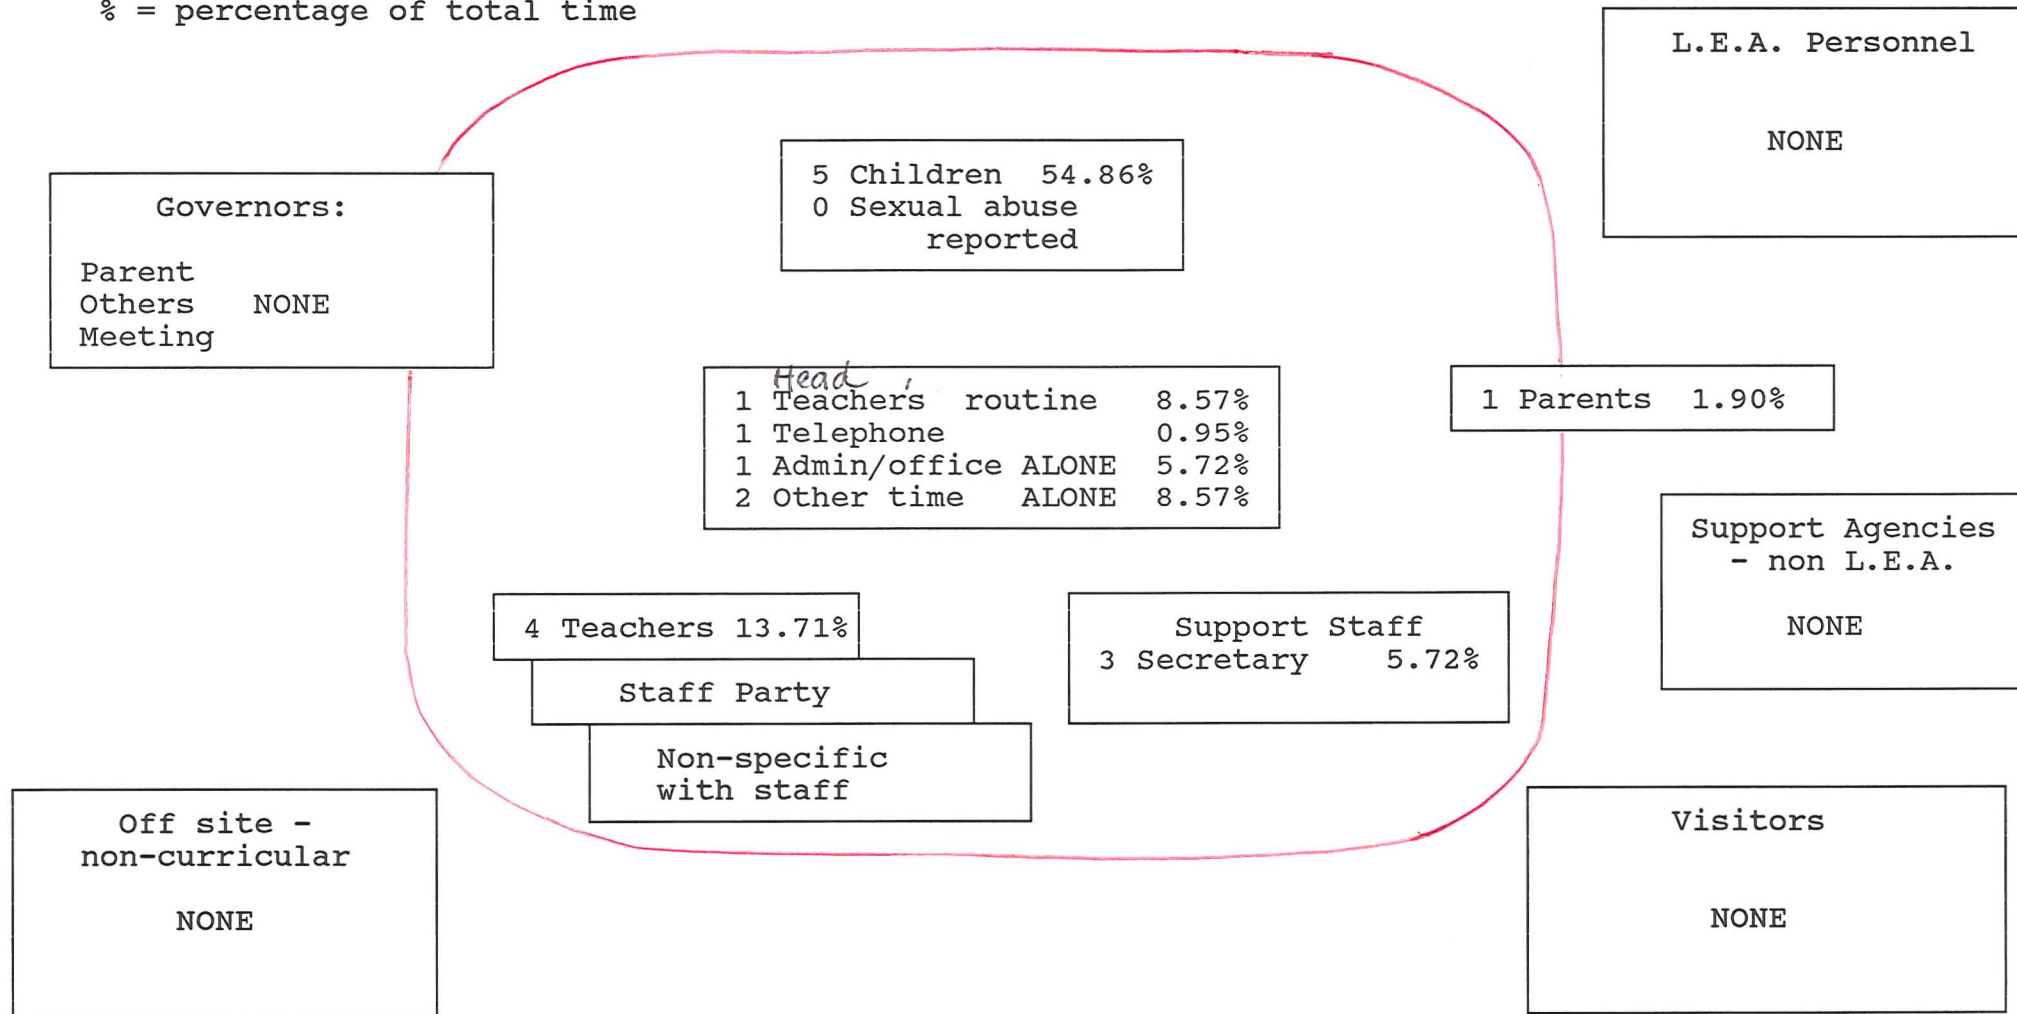 % = percentage of total time
L.E.A. Personnel
NONE
5 Children 54.86%
0 Sexual abuse
reported
Governors:
Parent
Others NONE
Meeting
Head '
1 Teachers routine 8.57%
1 Telephone 0.95%
1 Admin/office ALONE 5.72%
2 Other time ALONE 8.57%
1 Parents 1.90%
Support Agencies
- non L.E.A.
NONE
4 Teachers 13.71%
Staff Party
Non-specific
with staff
Support Staff
3 Secretary 5.72%
Off site -
non-curricular
NONE
Visitors
NONE